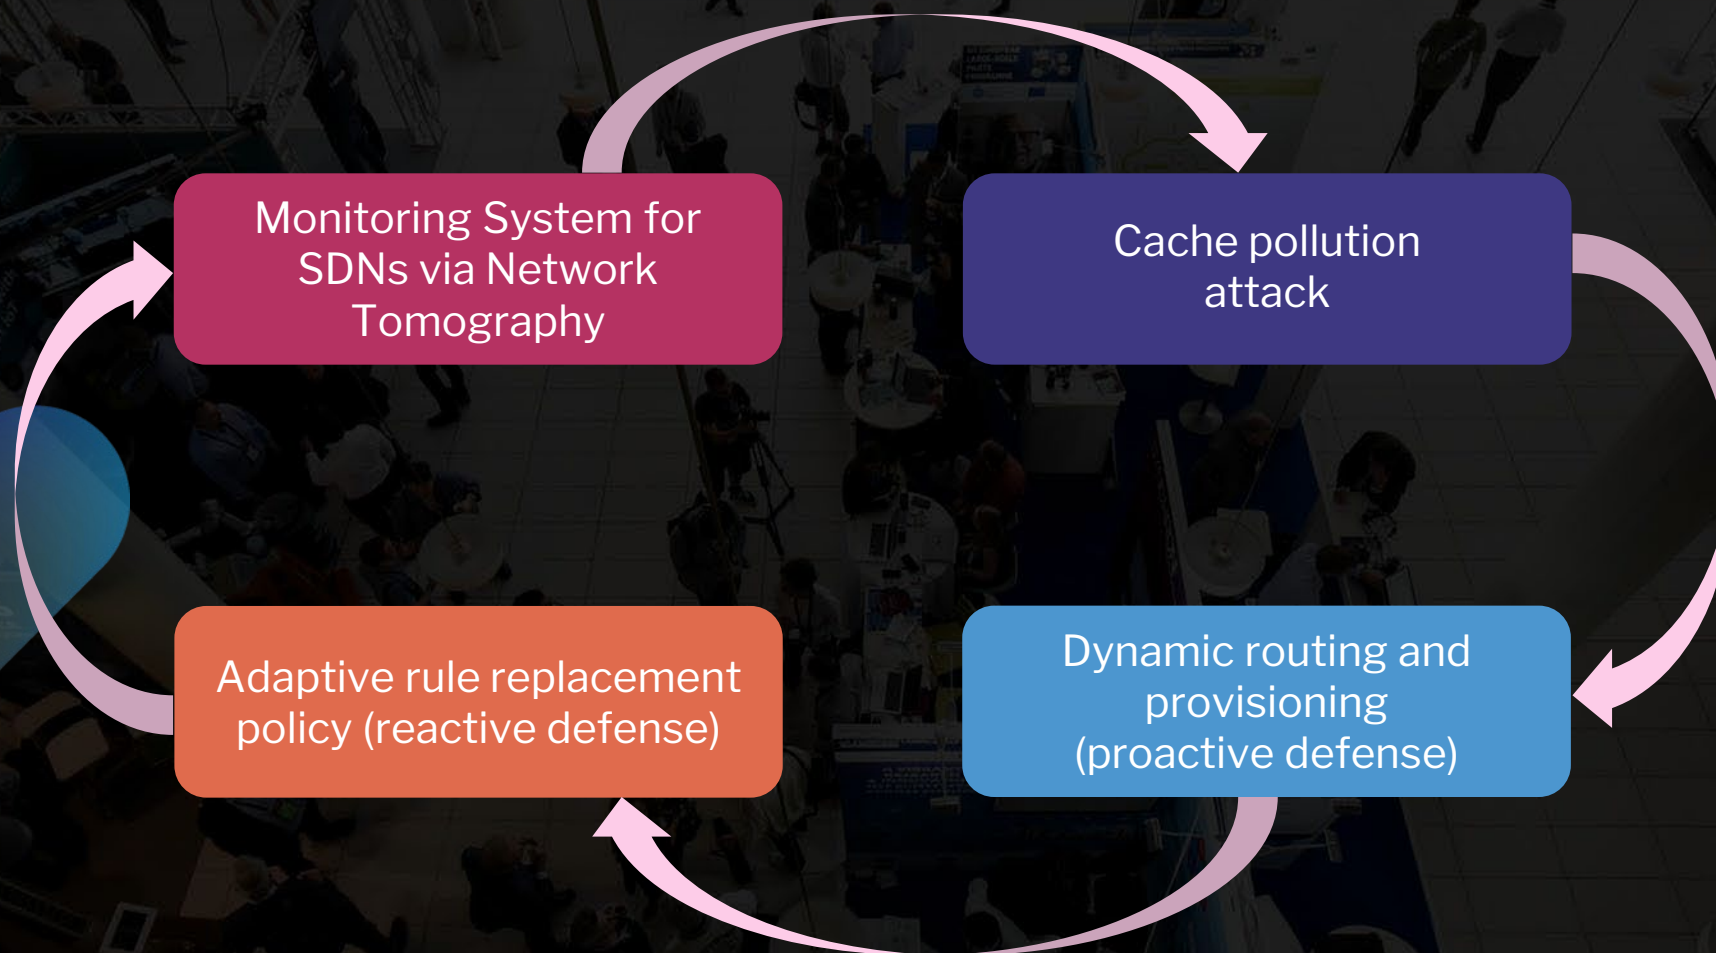 Monitoring System for
SDNs via Network
Tomography
Cache pollution
attack
Adaptive rule replacement
policy (reactive defense)
Dynamic routing and
provisioning
(proactive defense)